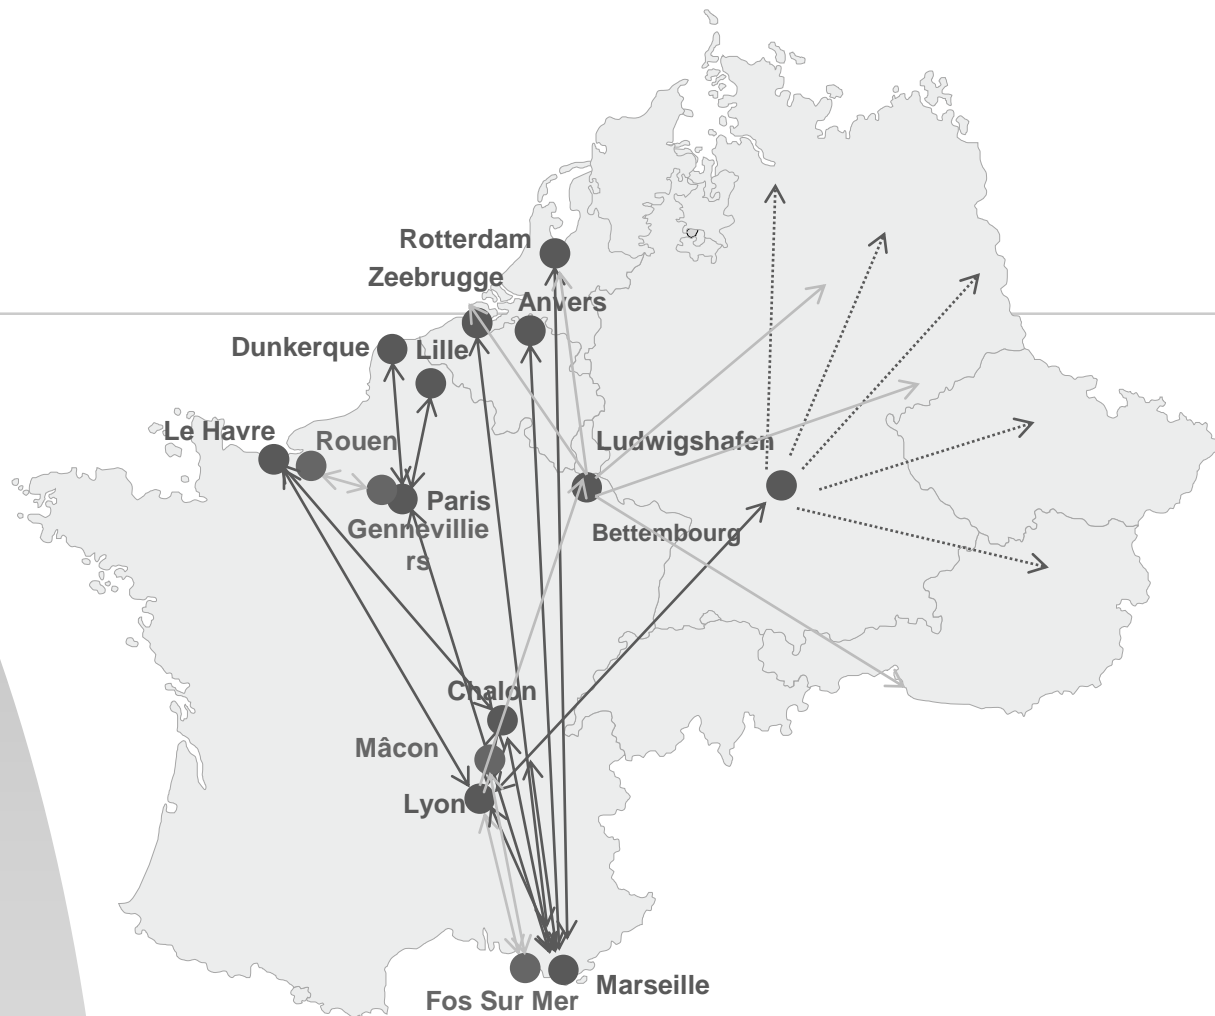 Rotterdam
Zeebrugge
Anvers
Dunkerque
Lille
Le Havre
Rouen
Ludwigshafen
Paris
Gennevillie
rs
Bettembourg
Chalon
Mâcon
Lyon
Marseille
Fos Sur Mer